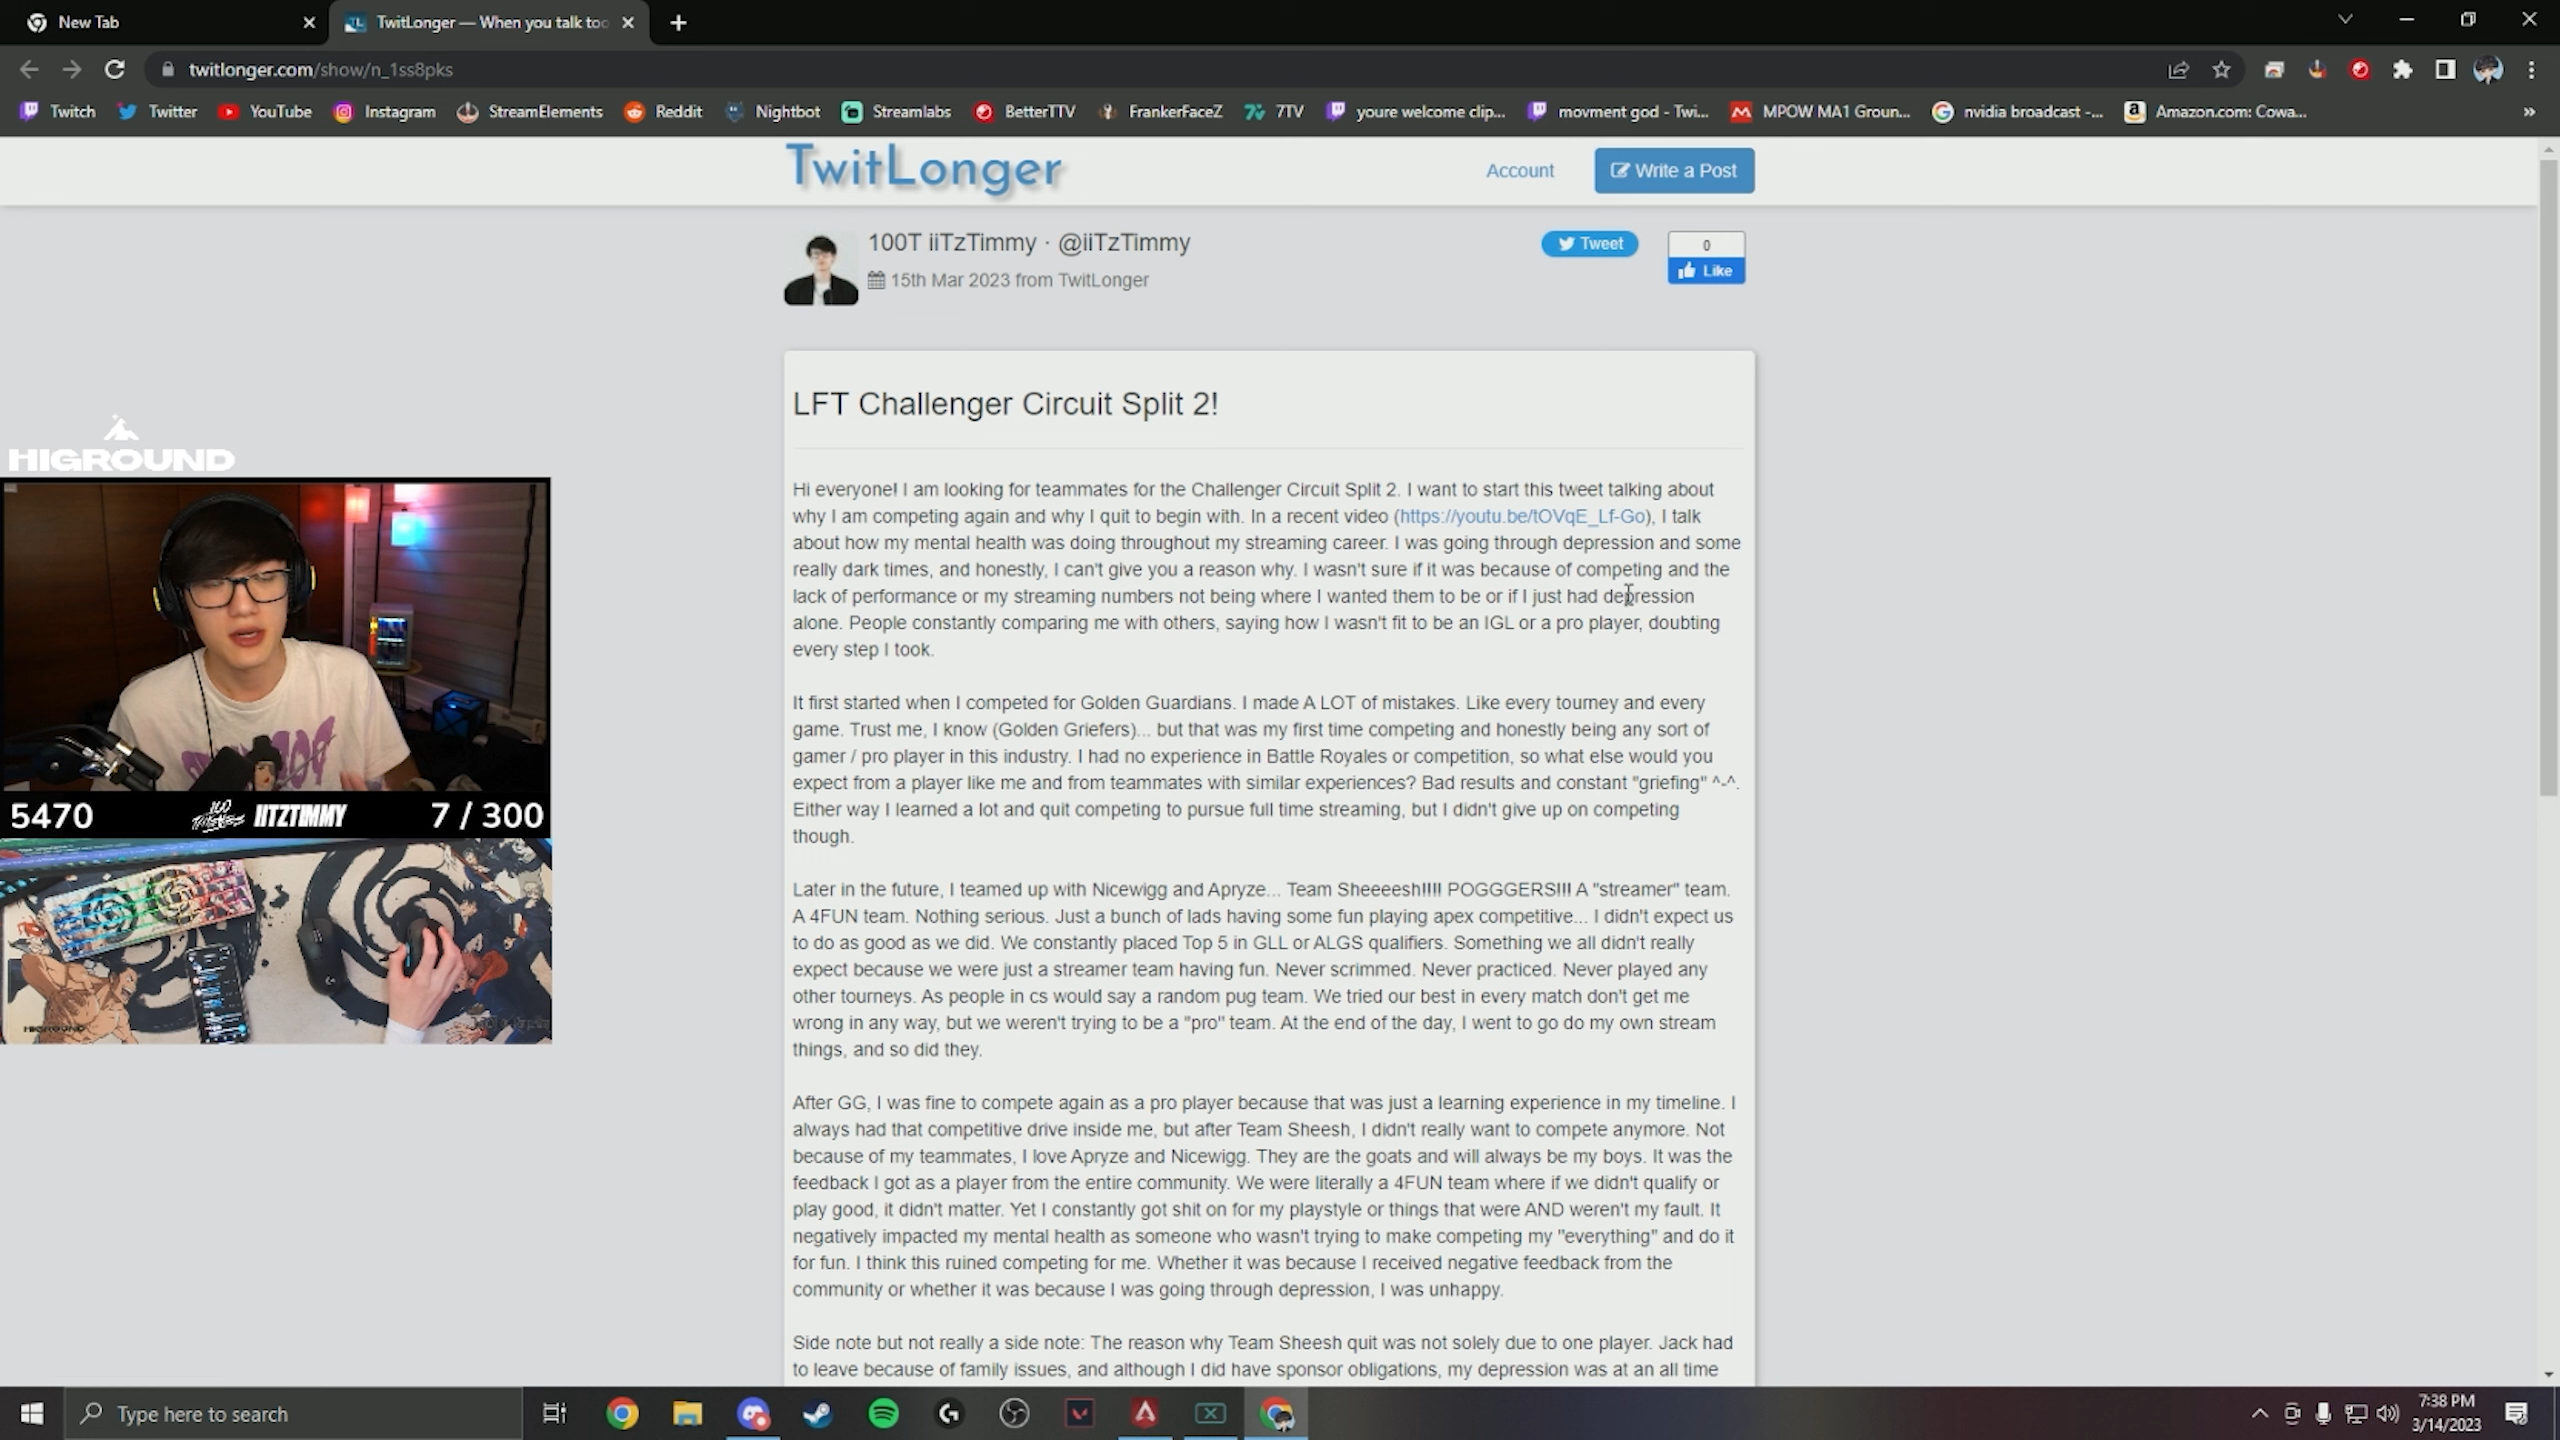 New Tab
TwitLonger — When you talk too
twitlonger.com/show/n_1ss8pks
Twitch
Twitter
YouTube
Instagram
StreamElements
Reddit
Nightbot
Streamlabs
BetterTTV
FrankerFaceZ
7TV
youre welcome clip...
movment god - Twi...
MPOW MA1 Groun...
nvidia broadcast -...
Amazon.com: Cowa...
TwitLonger
Account
Write a Post
100T iiTzTimmy · @iiTzTimmy
15th Mar 2023 from TwitLonger
Tweet
0
Like
LFT Challenger Circuit Split 2!
Hi everyone! I am looking for teammates for the Challenger Circuit Split 2. I want to start this tweet talking about
why I am competing again and why I quit to begin with. In a recent video (https://youtu.be/tOVqE_Lf-Go), I talk
about how my mental health was doing throughout my streaming career. I was going through depression and some
really dark times, and honestly, I can't give you a reason why. I wasn't sure if it was because of competing and the
lack of performance or my streaming numbers not being where I wanted them to be or if I just had depression
alone. People constantly comparing me with others, saying how I wasn't fit to be an IGL or a pro player, doubting
every step I took.
It first started when I competed for Golden Guardians. I made A LOT of mistakes. Like every tourney and every
game. Trust me, I know (Golden Griefers)... but that was my first time competing and honestly being any sort of
gamer / pro player in this industry. I had no experience in Battle Royales or competition, so what else would you
expect from a player like me and from teammates with similar experiences? Bad results and constant "griefing" ^-^.
Either way I learned a lot and quit competing to pursue full time streaming, but I didn't give up on competing
though.
Later in the future, I teamed up with Nicewigg and Apryze... Team Sheeeesh!!!! POGGGERS!!! A "streamer" team.
A 4FUN team. Nothing serious. Just a bunch of lads having some fun playing apex competitive... I didn't expect us
to do as good as we did. We constantly placed Top 5 in GLL or ALGS qualifiers. Something we all didn't really
expect because we were just a streamer team having fun. Never scrimmed. Never practiced. Never played any
other tourneys. As people in cs would say a random pug team. We tried our best in every match don't get me
wrong in any way, but we weren't trying to be a "pro" team. At the end of the day, I went to go do my own stream
things, and so did they.
After GG, I was fine to compete again as a pro player because that was just a learning experience in my timeline. I
always had that competitive drive inside me, but after Team Sheesh, I didn't really want to compete anymore. Not
because of my teammates, I love Apryze and Nicewigg. They are the goats and will always be my boys. It was the
feedback I got as a player from the entire community. We were literally a 4FUN team where if we didn't qualify or
play good, it didn't matter. Yet I constantly got shit on for my playstyle or things that were AND weren't my fault. It
negatively impacted my mental health as someone who wasn't trying to make competing my "everything" and do it
for fun. I think this ruined competing for me. Whether it was because I received negative feedback from the
community or whether it was because I was going through depression, I was unhappy.
Side note but not really a side note: The reason why Team Sheesh quit was not solely due to one player. Jack had
to leave because of family issues, and although I did have sponsor obligations, my depression was at an all time
HIGROUND
5470
IITZTIMMY
7 / 300
HIGROUND
Type here to search
7:38 PM
3/14/2023